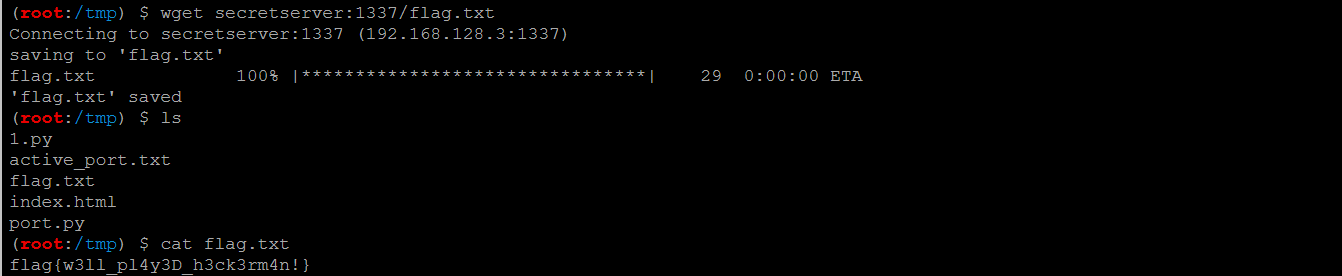 (root:/tmp) $ wget secretserver:1337/flag.txt
Connecting to secretserver:1337 (192.168.128.3:1337)
saving to 'flag.txt'
flag.txt             100% |********************************|    29  0:00:00 ETA
'flag.txt' saved
(root:/tmp) $ ls
1.py
active_port.txt
flag.txt
index.html
port.py
(root:/tmp) $ cat flag.txt
flag{w3ll_pl4y3D_h3ck3rm4n!}